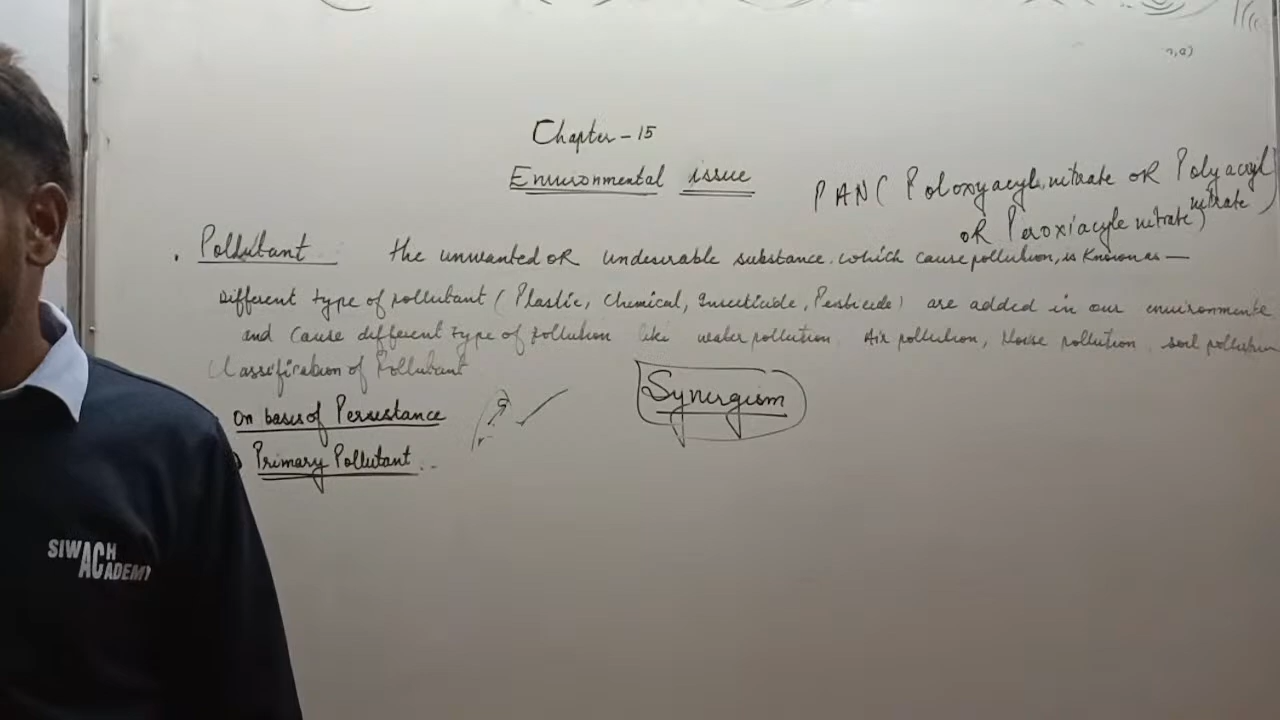 Chapter - 15
Environmental issue
PAN ( Poloxyacyle nitrate OR Polyacryl nitrate )
OR Peroxiacyle nitrate )
. Pollutant the unwanted OR undesirable substance. which cause pollution, is known as —
Different type of pollutant ( Plastic, Chemical, Insecticide, Pesticide ) are added in our environmente
and cause different type of pollution like water pollution, Air pollution, Noise pollution, soil pollution
Classification of Pollutant
on basis of Persistance
Synergism
Primary Pollutant
SIWACH
ACADEMY